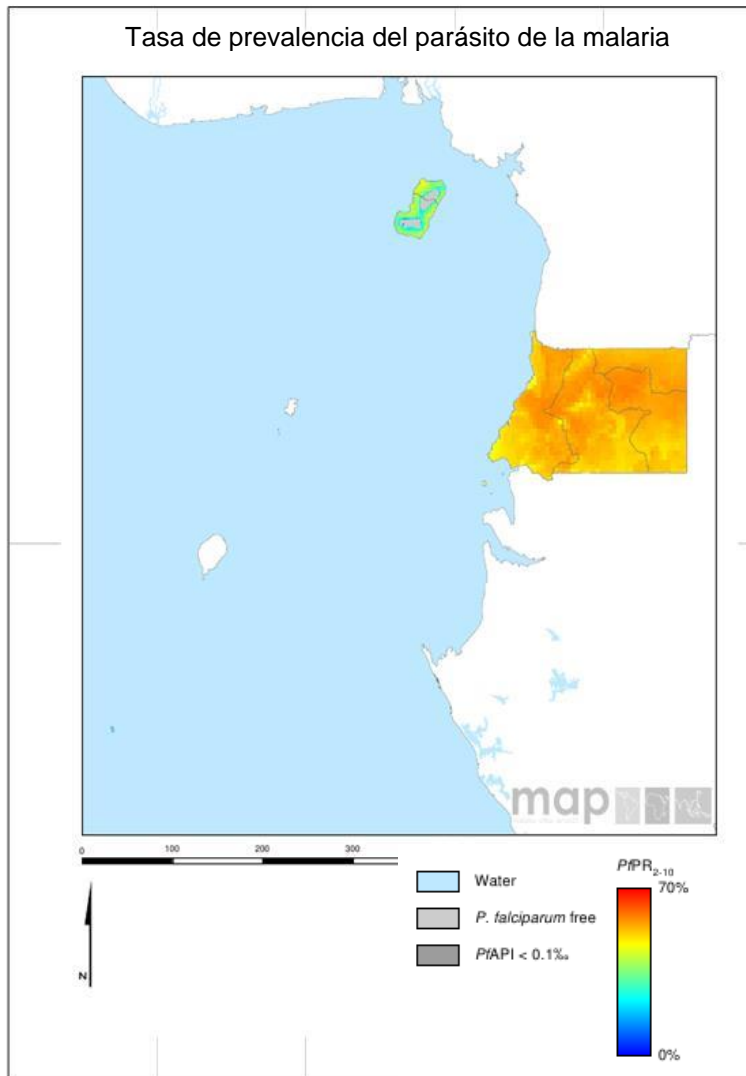 Tasa de prevalencia del parásito de la malaria
map
0 100 200 300
N
Water
P. falciparum free
PfAPI < 0.1‰
PfPR2-10
70%
0%